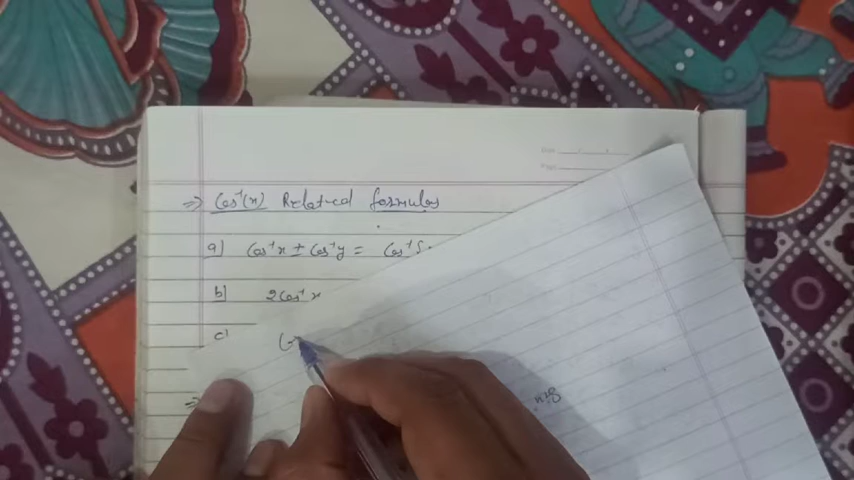 ⇒ Cos⁻¹(x) Related formulas
a] Cos⁻¹x ± Cos⁻¹y = Cos⁻¹{
b] 2Cos⁻¹x
c]
⇒